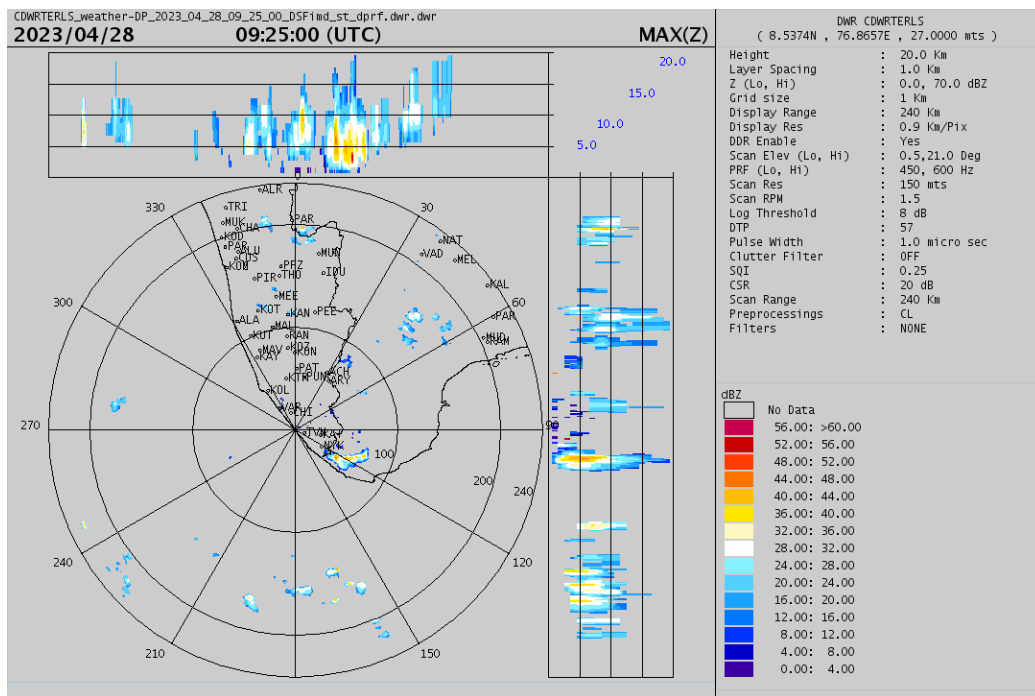 CDWRTERLS_weather-DP_2023_04_28_09_25_00_DSFimd_st_dprf.dwr.dwr
2023/04/28 09:25:00 (UTC) MAX(Z)
20.0
15.0
10.0
5.0
0
330
30
300
60
270
90
240
120
210
150
100
200
240
ALR
TRI
MUK
CHA
PAR
KOD
PAR
ALU
CUS
KOM
MUN
NAT
VAD
MEL
PFZ
THO
IDU
PIR
KAL
MEE
KOT
KAN
PEE
PAR
ALA
MAL
KUT
RAN
MUD
RAM
MAV
KOZ
KON
KAY
PAT
KTR
PUN
ACH
ARY
KOL
VAR
CHI
TVM
KAT
NYK
DWR CDWRTERLS
( 8.5374N , 76.8657E , 27.0000 mts )
Height : 20.0 Km
Layer Spacing : 1.0 Km
Z (Lo, Hi) : 0.0, 70.0 dBZ
Grid size : 1 Km
Display Range : 240 Km
Display Res : 0.9 Km/Pix
DDR Enable : Yes
Scan Elev (Lo, Hi) : 0.5,21.0 Deg
PRF (Lo, Hi) : 450, 600 Hz
Scan Res : 150 mts
Scan RPM : 1.5
Log Threshold : 8 dB
DTP : 57
Pulse Width : 1.0 micro sec
Clutter Filter : OFF
SQI : 0.25
CSR : 20 dB
Scan Range : 240 Km
Preprocessings : CL
Filters : NONE
dBZ
No Data
56.00: >60.00
52.00: 56.00
48.00: 52.00
44.00: 48.00
40.00: 44.00
36.00: 40.00
32.00: 36.00
28.00: 32.00
24.00: 28.00
20.00: 24.00
16.00: 20.00
12.00: 16.00
8.00: 12.00
4.00: 8.00
0.00: 4.00